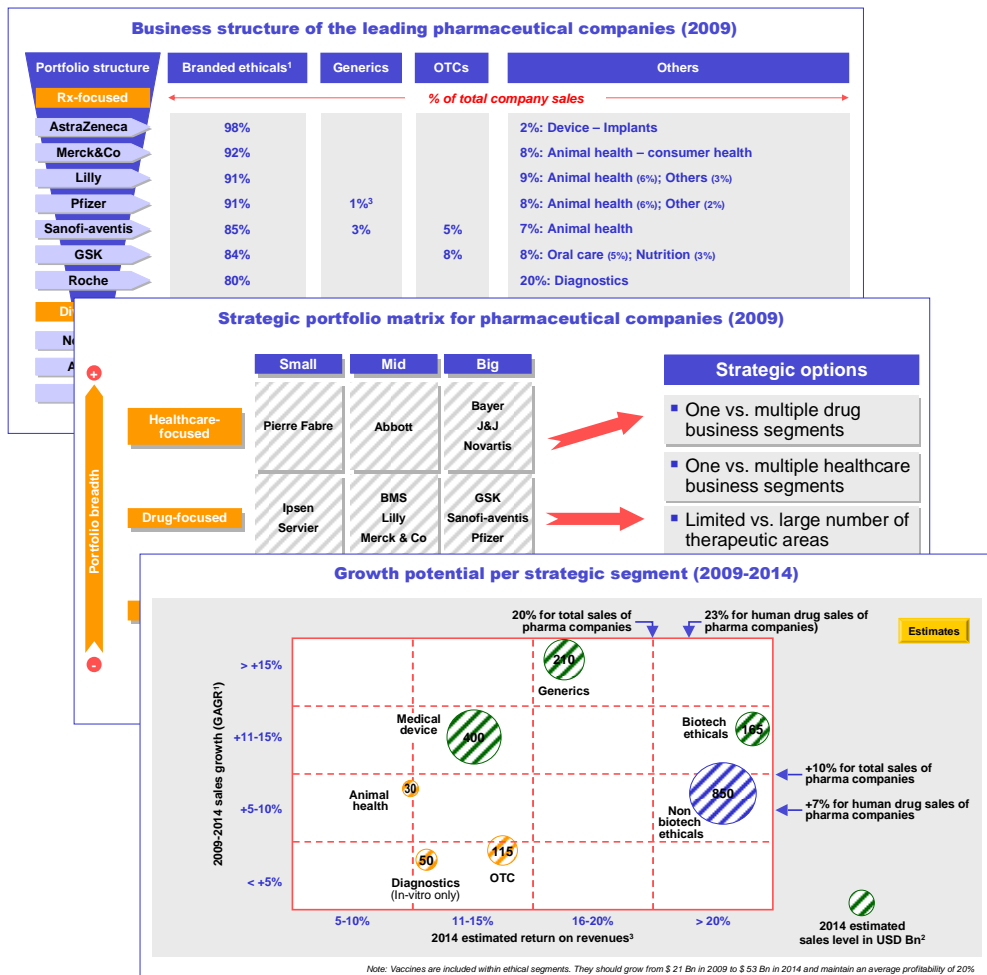 Business structure of the leading pharmaceutical companies (2009)
Portfolio structure
Branded ethicals¹
Generics
OTCs
Others
Rx-focused
% of total company sales
AstraZeneca 98% 2%: Device – Implants
Merck&Co 92% 8%: Animal health – consumer health
Lilly 91% 9%: Animal health (6%); Others (3%)
Pfizer 91% 1%³ 8%: Animal health (6%); Other (2%)
Sanofi-aventis 85% 3% 5% 7%: Animal health
GSK 84% 8% 8%: Oral care (5%); Nutrition (3%)
Roche 80% 20%: Diagnostics
Strategic portfolio matrix for pharmaceutical companies (2009)
Small
Mid
Big
Strategic options
+
Portfolio breadth
-
Healthcare-
focused
Pierre Fabre
Abbott
Bayer
J&J
Novartis
▪ One vs. multiple drug
business segments
▪ One vs. multiple healthcare
business segments
Drug-focused
Ipsen
Servier
BMS
Lilly
Merck & Co
GSK
Sanofi-aventis
Pfizer
▪ Limited vs. large number of
therapeutic areas
Growth potential per strategic segment (2009-2014)
20% for total sales of
pharma companies
23% for human drug sales of
pharma companies)
Estimates
2009-2014 sales growth (GAGR¹)
> +15%
+11-15%
+5-10%
< +5%
210
Generics
Medical
device
400
Biotech
ethicals
165
Animal
health
30
850
Non
biotech
ethicals
+10% for total sales of
pharma companies
+7% for human drug sales of
pharma companies
50
Diagnostics
(In-vitro only)
115
OTC
5-10%
11-15%
16-20%
> 20%
2014 estimated return on revenues³
2014 estimated
sales level in USD Bn²
Note: Vaccines are included within ethical segments. They should grow from $ 21 Bn in 2009 to $ 53 Bn in 2014 and maintain an average profitability of 20%